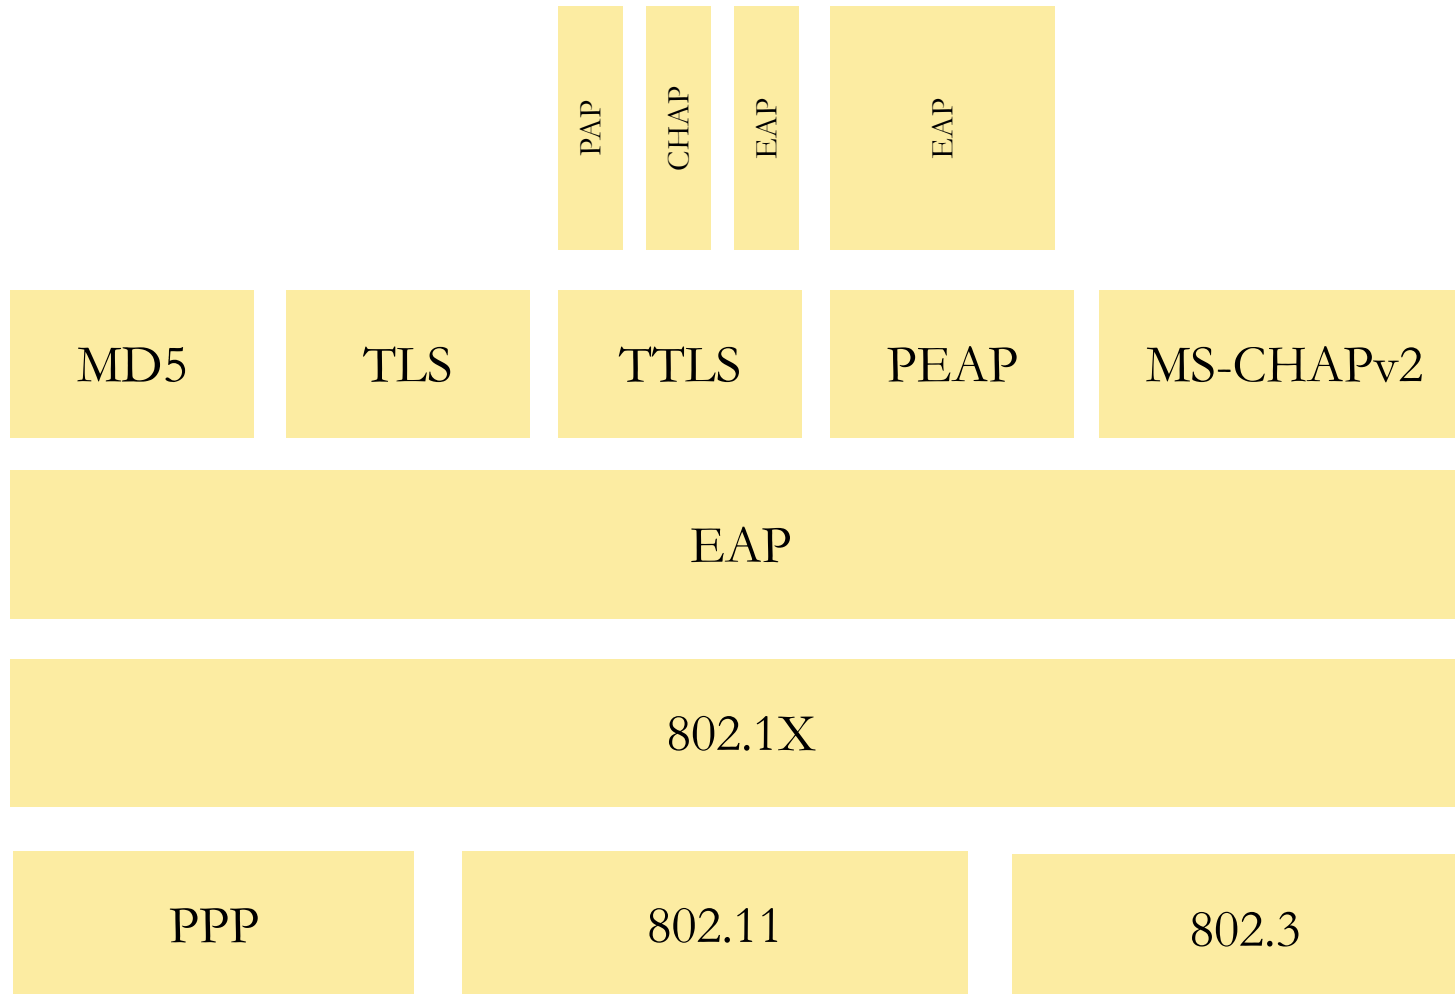 PAP
CHAP
EAP
EAP
MD5
TLS
TTLS
PEAP
MS-CHAPv2
EAP
802.1X
PPP
802.11
802.3